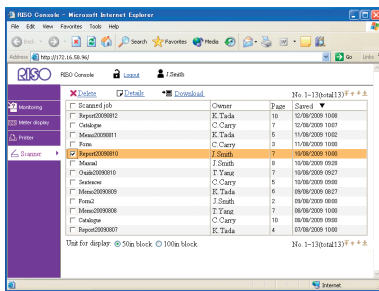 RISO Console - Microsoft Internet Explorer
File Edit View Favorites Tools Help
Back Search Favorites Media
Address http://172.16.58.96/ Go Links
RISO RISO Console Logout J.Smith
Delete Details Download No. 1-13(total13)
Monitoring
Meter display
Printer
Scanner
Scanned job Owner Page Saved ▼
Report20090812 K. Tada 10 12/08/2009 10:08
Catalogue C. Carry 7 12/08/2009 10:07
Memo20090811 K. Tada 5 11/08/2009 10:02
Form C. Carry 3 11/08/2009 10:00
Report20090810 J. Smith 7 10/08/2009 10:00
Manual J. Smith 8 10/08/2009 09:28
Guide20090810 T. Yang 7 10/08/2009 09:27
Sentences C. Carry 5 10/08/2009 09:00
Memo20090809 K. Tada 6 09/08/2009 08:27
Form2 J. Smith 2 09/08/2009 08:00
Memo20090808 T. Yang 7 08/08/2009 10:00
Catalogue C. Carry 10 08/08/2009 09:00
Report20090807 K. Tada 4 07/08/2009 10:00
Unit for display: 50in block 100in block No. 1-13(total13)
Internet